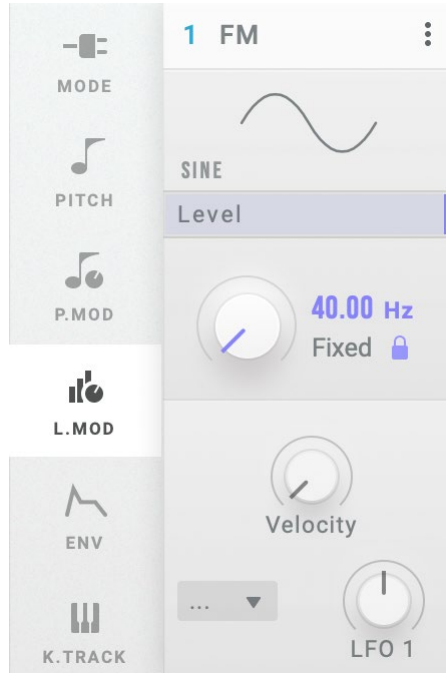 MODE
PITCH
P.MOD
L.MOD
ENV
K.TRACK
1 FM
SINE
Level
40.00 Hz
Fixed
Velocity
...
LFO 1